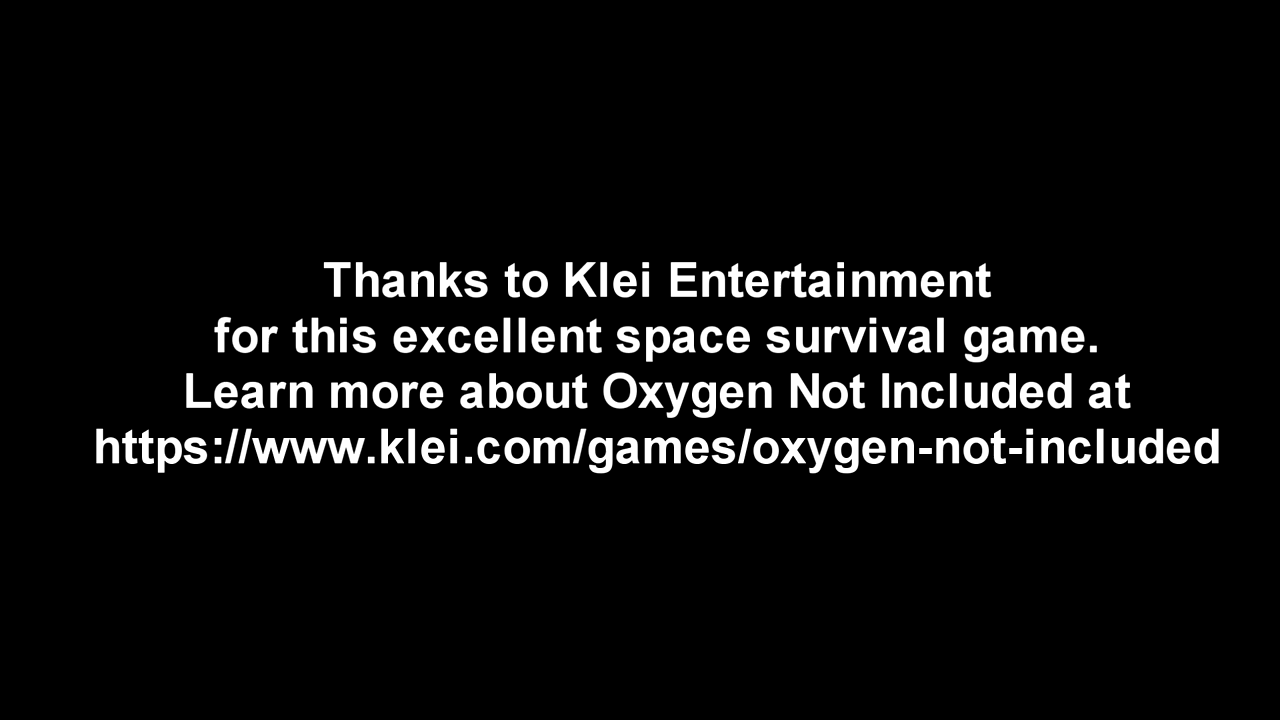 Thanks to Klei Entertainment
for this excellent space survival game.
Learn more about Oxygen Not Included at
https://www.klei.com/games/oxygen-not-included